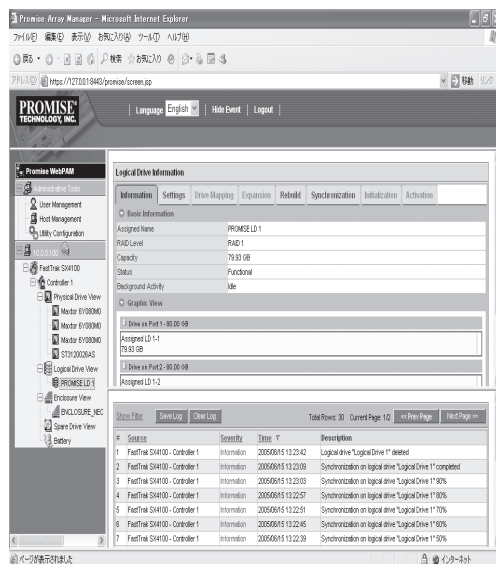 Promise Array Manager - Microsoft Internet Explorer
ファイル(F) 編集(E) 表示(V) お気に入り(A) ツール(T) ヘルプ(H)
戻る 検索 お気に入り
アドレス(D) https://127.0.0.1:8443/promise/screen.jsp 移動 リンク
PROMISE
TECHNOLOGY, INC.
Language English | Hide Event | Logout |
Promise WebPAM
Administrative Tools
User Management
Host Management
Utility Configuration
10.0.0.100
FastTrak SX4100
Controller 1
Physical Drive View
Maxtor 6Y080M0
Maxtor 6Y080M0
Maxtor 6Y080M0
ST3120026AS
Logical Drive View
PROMISE LD 1
Enclosure View
ENCLOSURE_NEC
Spare Drive View
Battery
Logical Drive Information
Information Settings Drive Mapping Expansion Rebuild Synchronization Initialization Activation
Basic Information
Assigned Name PROMISE LD 1
RAID Level RAID 1
Capacity 79.93 GB
Status Functional
Background Activity Idle
Graphic View
Drive on Port 1 - 80.00 GB
Assigned LD 1-1
79.93 GB
Drive on Port 2 - 80.00 GB
Assigned LD 1-2
Show Filter Save Log Clear Log Total Rows: 30 Current Page: 1/2 << Prev Page Next Page >>
# Source Severity Time Description
1 FastTrak SX4100 - Controller 1 Information 2005/06/15 13:23:42 Logical drive "Logical Drive 1" deleted
2 FastTrak SX4100 - Controller 1 Information 2005/06/15 13:23:09 Synchronization on logical drive "Logical Drive 1" completed
3 FastTrak SX4100 - Controller 1 Information 2005/06/15 13:23:03 Synchronization on logical drive "Logical Drive 1" 90%
4 FastTrak SX4100 - Controller 1 Information 2005/06/15 13:22:57 Synchronization on logical drive "Logical Drive 1" 80%
5 FastTrak SX4100 - Controller 1 Information 2005/06/15 13:22:51 Synchronization on logical drive "Logical Drive 1" 70%
6 FastTrak SX4100 - Controller 1 Information 2005/06/15 13:22:45 Synchronization on logical drive "Logical Drive 1" 60%
7 FastTrak SX4100 - Controller 1 Information 2005/06/15 13:22:39 Synchronization on logical drive "Logical Drive 1" 50%
ページが表示されました インターネット